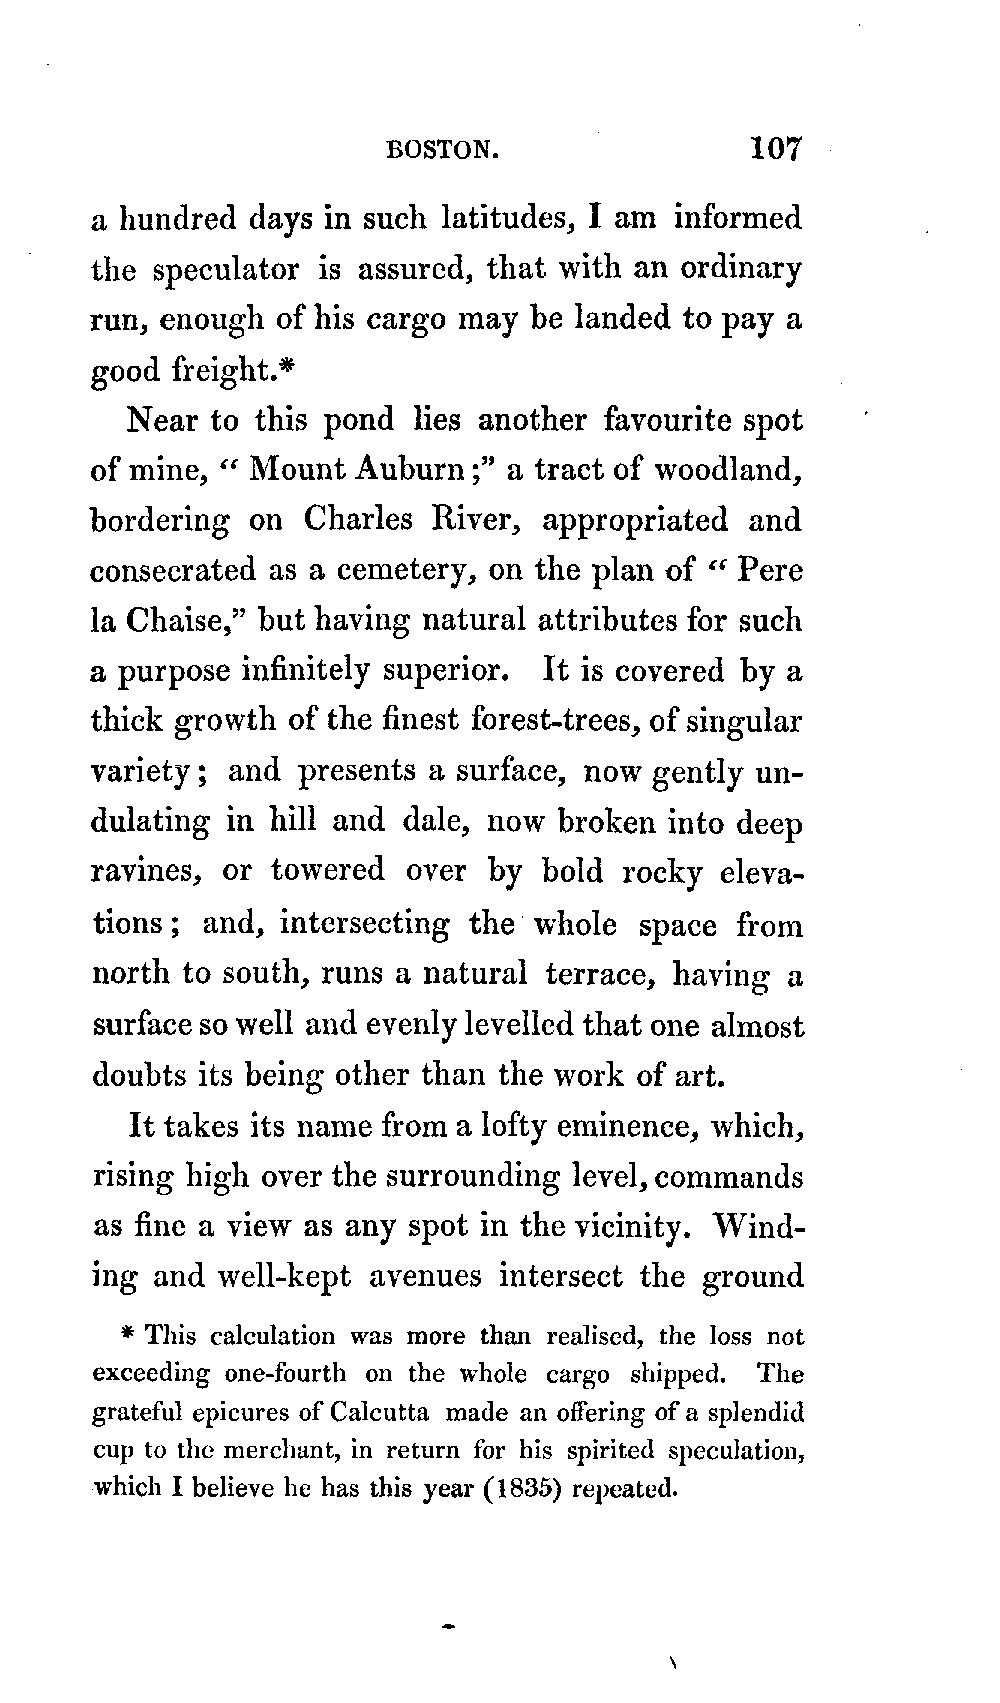 BOSTON. 107
a hundred days in such latitudes, I am informed
the speculator is assured, that with an ordinary
run, enough of his cargo may be landed to pay a
good freight.*
Near to this pond lies another favourite spot
of mine, “ Mount Auburn ;” a tract of woodland,
bordering on Charles River, appropriated and
consecrated as a cemetery, on the plan of “ Pere
la Chaise,” but having natural attributes for such
a purpose infinitely superior. It is covered by a
thick growth of the finest forest-trees, of singular
variety ; and presents a surface, now gently un-
dulating in hill and dale, now broken into deep
ravines, or towered over by bold rocky eleva-
tions ; and, intersecting the whole space from
north to south, runs a natural terrace, having a
surface so well and evenly levelled that one almost
doubts its being other than the work of art.
It takes its name from a lofty eminence, which,
rising high over the surrounding level, commands
as fine a view as any spot in the vicinity. Wind-
ing and well-kept avenues intersect the ground
* This calculation was more than realised, the loss not
exceeding one-fourth on the whole cargo shipped. The
grateful epicures of Calcutta made an offering of a splendid
cup to the merchant, in return for his spirited speculation,
which I believe he has this year (1835) repeated.